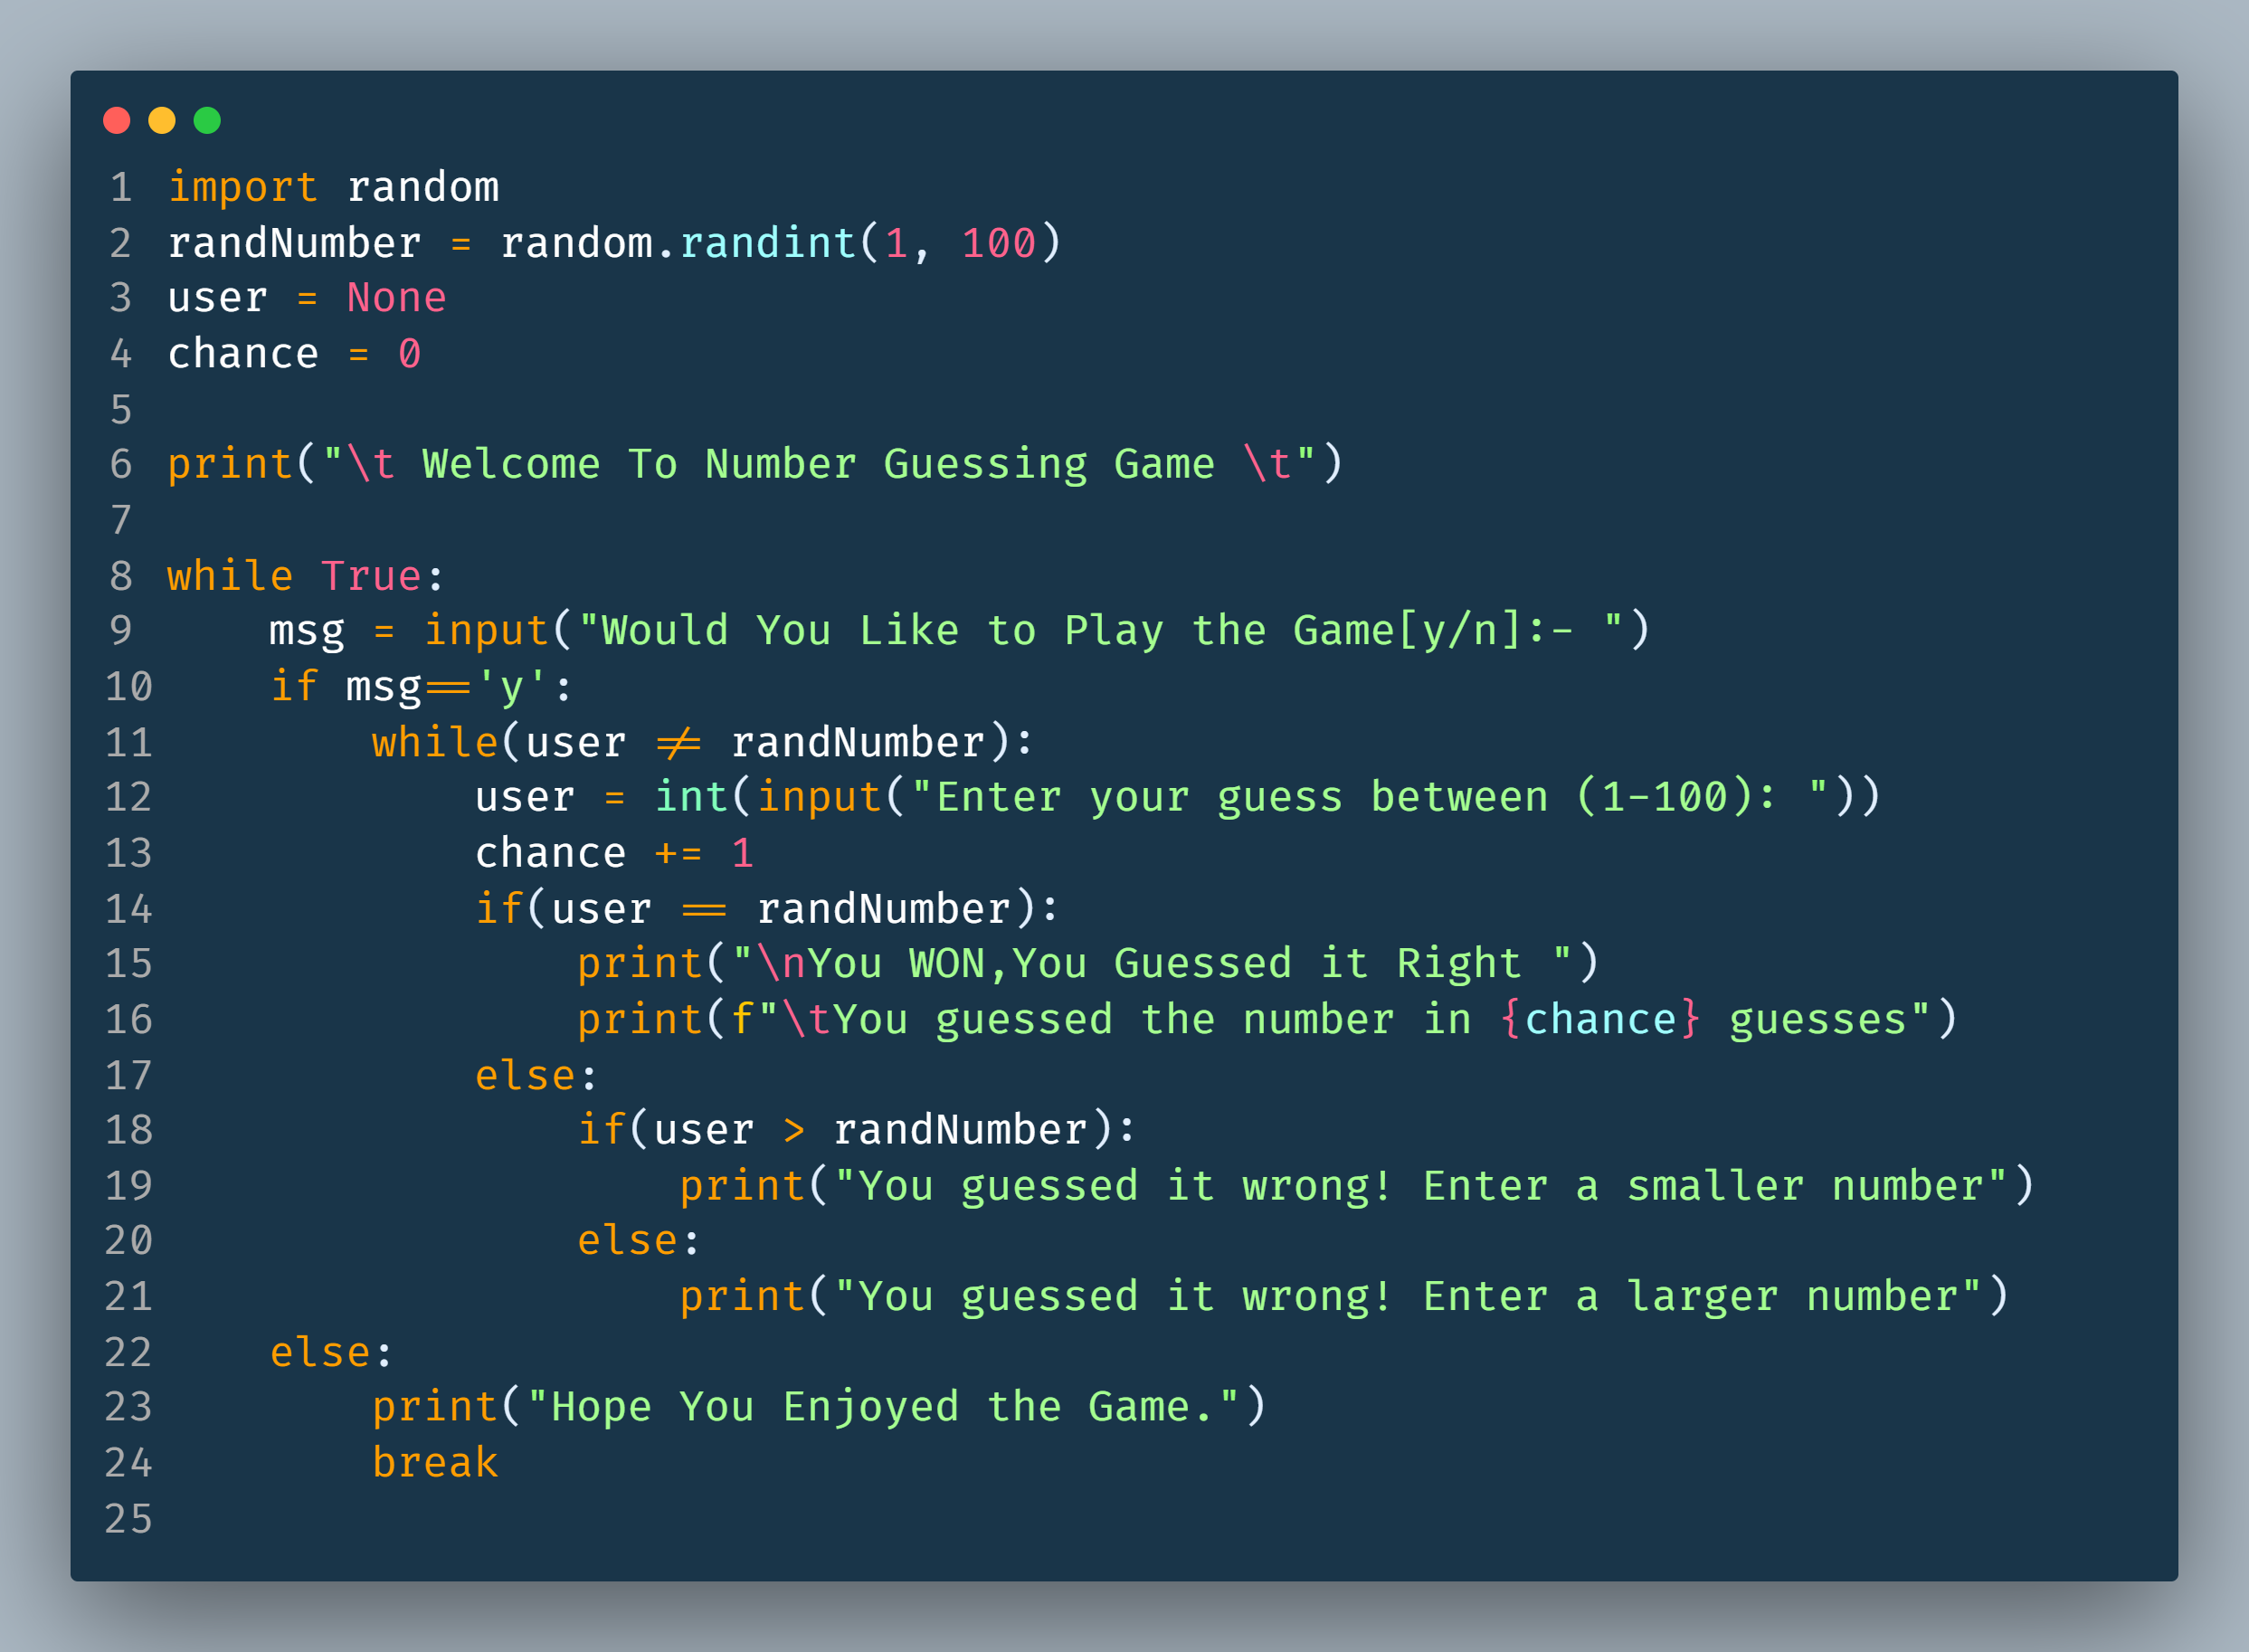 1 import random
2 randNumber = random.randint(1, 100)
3 user = None
4 chance = 0
5
6 print("\t Welcome To Number Guessing Game \t")
7
8 while True:
9     msg = input("Would You Like to Play the Game[y/n]:- ")
10     if msg=='y':
11         while(user != randNumber):
12             user = int(input("Enter your guess between (1-100): "))
13             chance += 1
14             if(user == randNumber):
15                 print("\nYou WON,You Guessed it Right ")
16                 print(f"\tYou guessed the number in {chance} guesses")
17             else:
18                 if(user > randNumber):
19                     print("You guessed it wrong! Enter a smaller number")
20                 else:
21                     print("You guessed it wrong! Enter a larger number")
22     else:
23         print("Hope You Enjoyed the Game.")
24         break
25